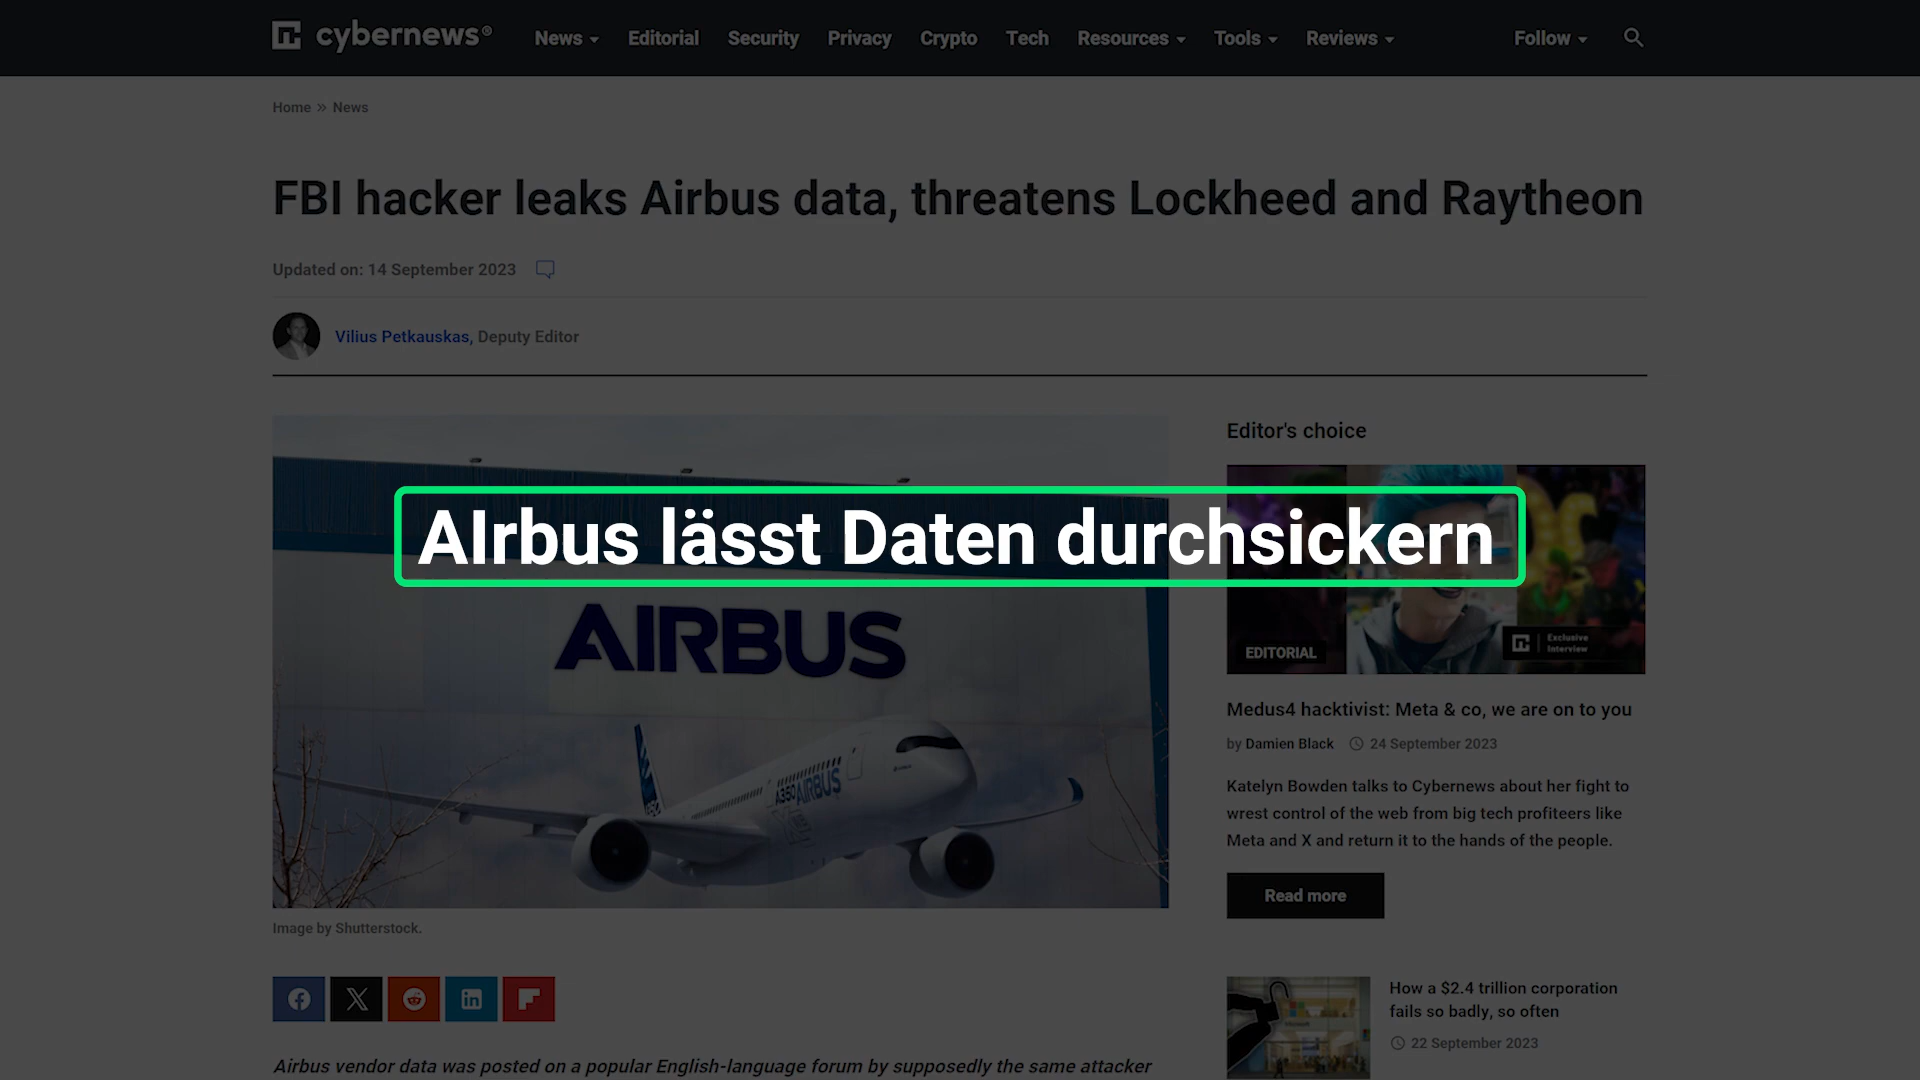 cybernews®
News
Editorial
Security
Privacy
Crypto
Tech
Resources
Tools
Reviews
Follow
Home » News
FBI hacker leaks Airbus data, threatens Lockheed and Raytheon
Updated on: 14 September 2023
Vilius Petkauskas, Deputy Editor
AIrbus lässt Daten durchsickern
AIRBUS
A350 AIRBUS
Image by Shutterstock.
Airbus vendor data was posted on a popular English-language forum by supposedly the same attacker
Editor's choice
EDITORIAL
Exclusive
Interview
Medus4 hacktivist: Meta & co, we are on to you
by Damien Black 24 September 2023
Katelyn Bowden talks to Cybernews about her fight to
wrest control of the web from big tech profiteers like
Meta and X and return it to the hands of the people.
Read more
How a $2.4 trillion corporation
fails so badly, so often
22 September 2023